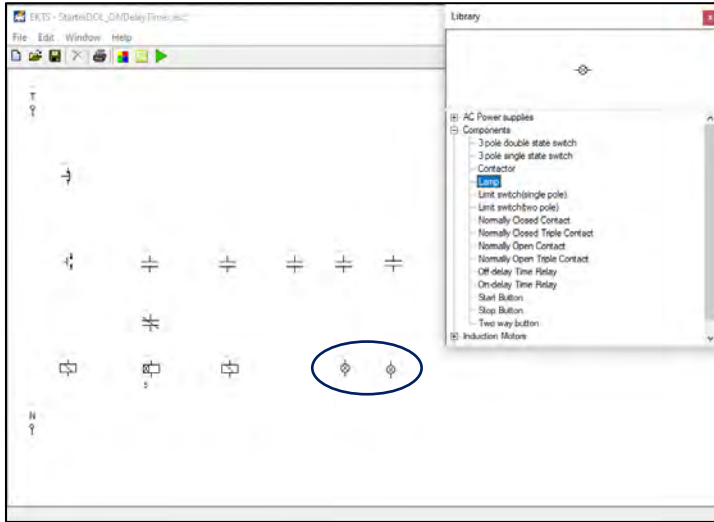 EKTS - StarterDOL_ONDelayTimer.esc*
File Edit Window Help
T
5
N
Library
AC Power supplies
Components
3 pole double state switch
3 pole single state switch
Contactor
Lamp
Limit switch(single pole)
Limit switch(two pole)
Normally Closed Contact
Normally Closed Triple Contact
Normally Open Contact
Normally Open Triple Contact
Off-delay Time Relay
On-delay Time Relay
Start Button
Stop Button
Two way button
Induction Motors